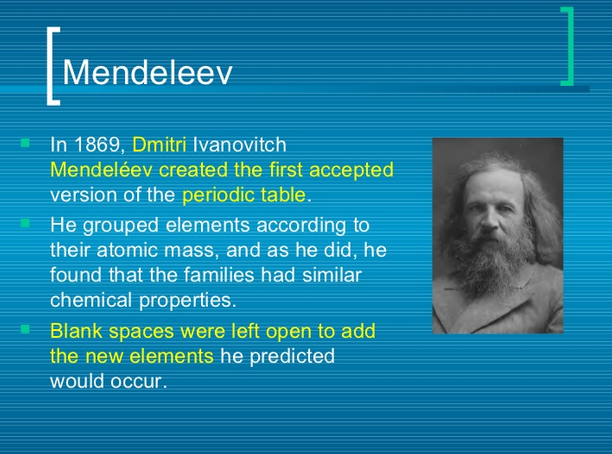 Mendeleev
In 1869, Dmitri Ivanovitch
Mendeléev created the first accepted
version of the periodic table.
He grouped elements according to
their atomic mass, and as he did, he
found that the families had similar
chemical properties.
Blank spaces were left open to add
the new elements he predicted
would occur.